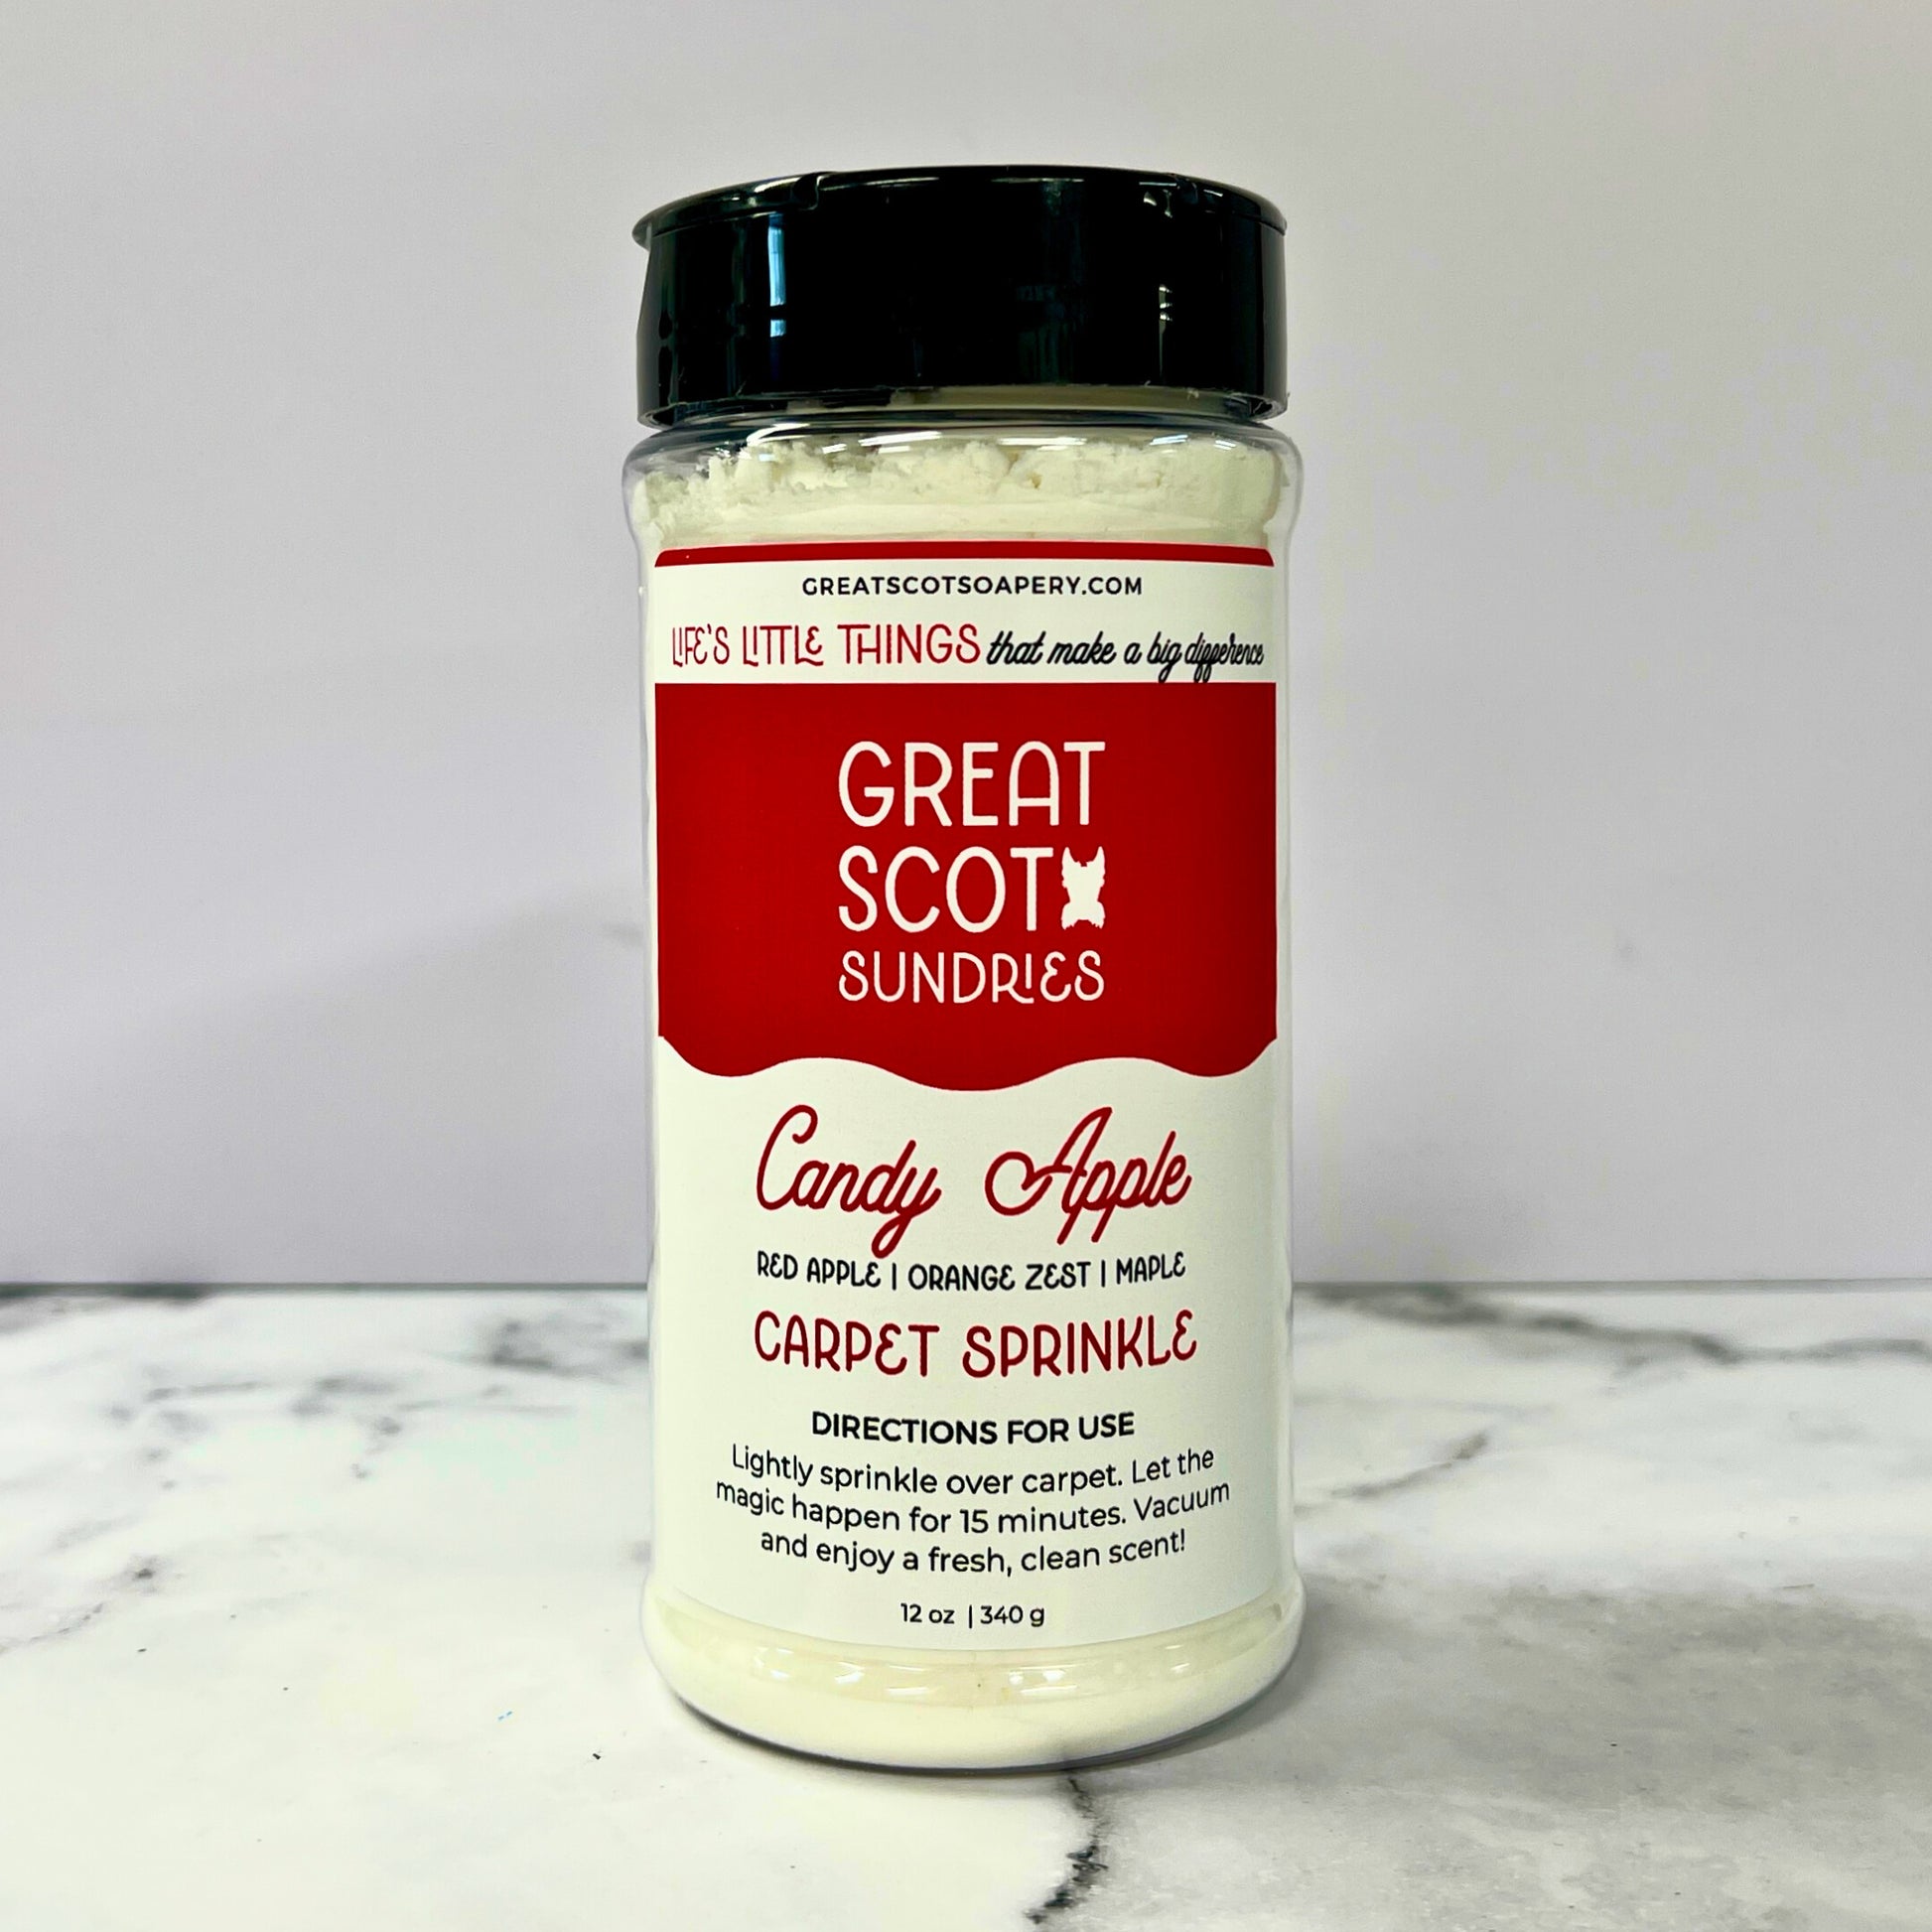 GREATSCOTSOAPERY.COM
LIFE'S LITTLE THINGS that make a big difference
GREAT
SCOT
SUNDRIES
Candy Apple
RED APPLE | ORANGE ZEST | MAPLE
CARPET SPRINKLE
DIRECTIONS FOR USE
Lightly sprinkle over carpet. Let the
magic happen for 15 minutes. Vacuum
and enjoy a fresh, clean scent!
12 oz | 340 g